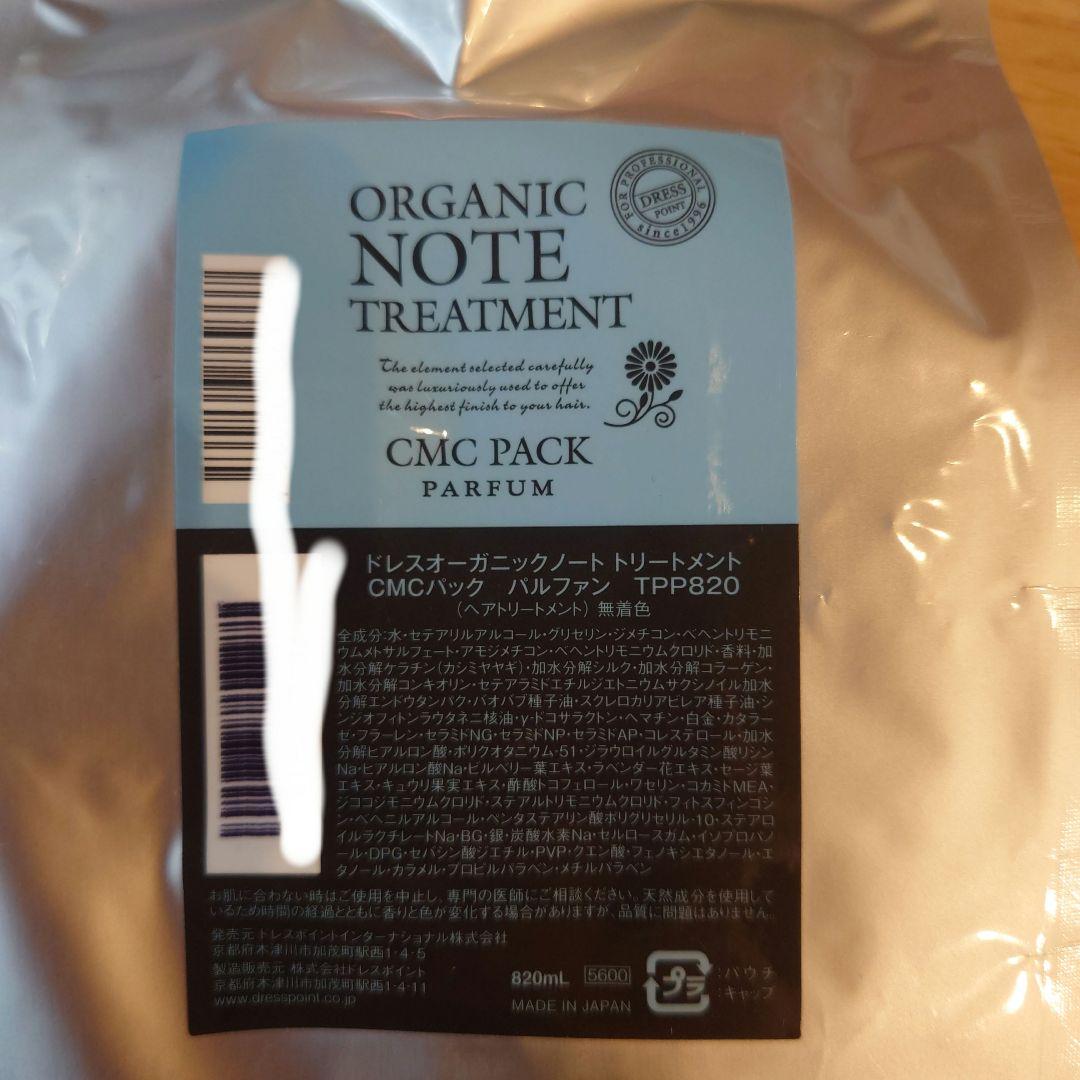 ORGANIC
NOTE
TREATMENT
FOR PROFESSIONAL
DRESS
POINT
since1996
The element selected carefully
was luxuriously used to offer
the highest finish to your hair.
CMC PACK
PARFUM
ドレスオーガニックノート トリートメント
CMCパック パルファン TPP820
(ヘアトリートメント) 無着色
全成分:水・セテアリルアルコール・グリセリン・ジメチコン・ベヘントリモニ
ウムメトサルフェート・アモジメチコン・ベヘントリモニウムクロリド・香料・加
水分解ケラチン(カシミヤヤギ)・加水分解シルク・加水分解コラーゲン・
加水分解コンキオリン・セテアラミドエチルジエトニウムサクシノイル加水
分解エンドウタンパク・バオバブ種子油・スクレロカリアビレア種子油・シ
ンジオフィトンラウタネニ核油・γ-ドコサラクトン・ヘマチン・白金・カタラー
ゼ・フラーレン・セラミドNG・セラミドNP・セラミドAP・コレステロール・加水
分解ヒアルロン酸・ポリクオタニウム-51・ジラウロイルグルタミン酸リシン
Na・ヒアルロン酸Na・ビルベリー葉エキス・ラベンダー花エキス・セージ葉
エキス・キュウリ果実エキス・酢酸トコフェロール・ワセリン・コカミドMEA・
ジココジモニウムクロリド・ステアルトリモニウムクロリド・フィトスフィンゴシ
ン・ベヘニルアルコール・ペンタステアリン酸ポリグリセリル-10・ステアロ
イルラクチレートNa・BG・銀・炭酸水素Na・セルロースガム・イソプロパノ
ール・DPG・セバシン酸ジエチル・PVP・クエン酸・フェノキシエタノール・エ
タノール・カラメル・プロピルパラベン・メチルパラベン
お肌に合わない時はご使用を中止し、専門の医師にご相談ください。天然成分を使用して
いるため時間の経過とともに香りと色が変化する場合がありますが、品質に問題はありません。
発売元 ドレスポイントインターナショナル株式会社
京都府木津川市加茂町駅西1-4-5
製造販売元 株式会社ドレスポイント
京都府木津川市加茂町駅西1-4-11
www.dresspoint.co.jp
820mL 5600
MADE IN JAPAN
プラ
:パウチ
:キャップ